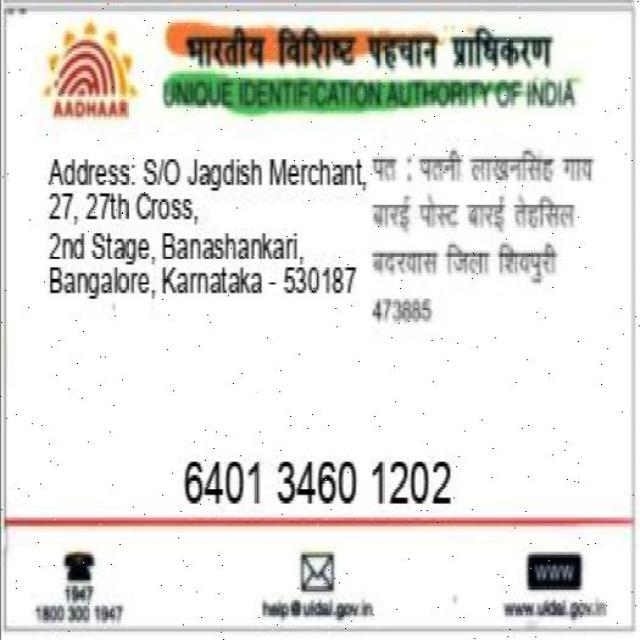 भारतीय विशिष्ट पहचान प्राधिकरण
UNIQUE IDENTIFICATION AUTHORITY OF INDIA
AADHAAR
Address: S/O Jagdish Merchant,
27, 27th Cross,
2nd Stage, Banashankari,
Bangalore, Karnataka - 530187
पत : पतनी लाखनसिंह गाव
बारई पोस्ट बारई तेहसिल
बदरवास जिला शिवपुरी
473885
6401 3460 1202
1947
1800 300 1947
help@uidai.gov.in
www
www.uidai.gov.in